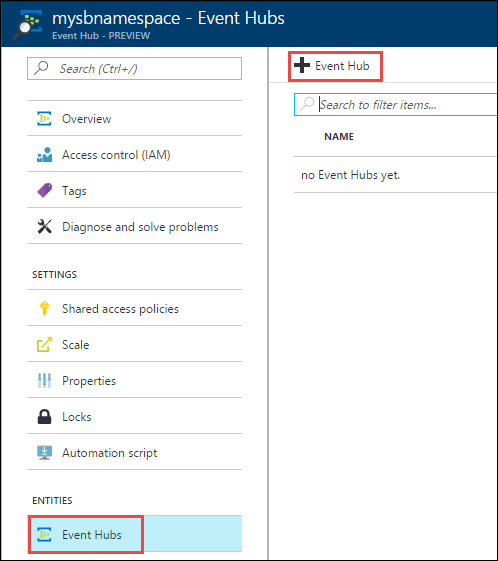 mysbnamespace - Event Hubs
Event Hub - PREVIEW
Search (Ctrl+/)
Overview
Access control (IAM)
Tags
Diagnose and solve problems
SETTINGS
Shared access policies
Scale
Properties
Locks
Automation script
ENTITIES
Event Hubs
Event Hub
Search to filter items...
NAME
no Event Hubs yet.